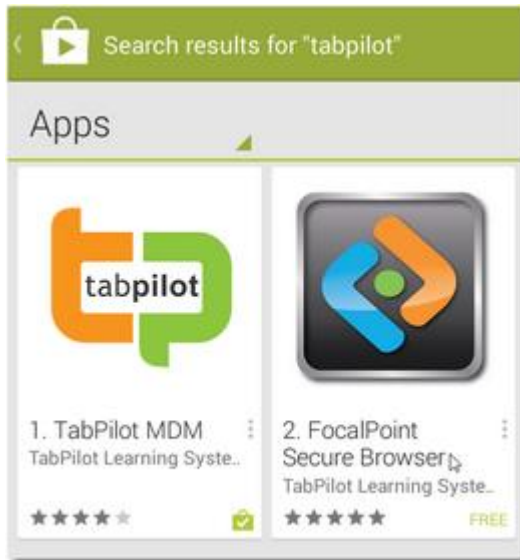 Search results for "tabpilot"
Apps
tabpilot
1. TabPilot MDM
TabPilot Learning Syste..
2. FocalPoint
Secure Browser
TabPilot Learning Syste..
FREE